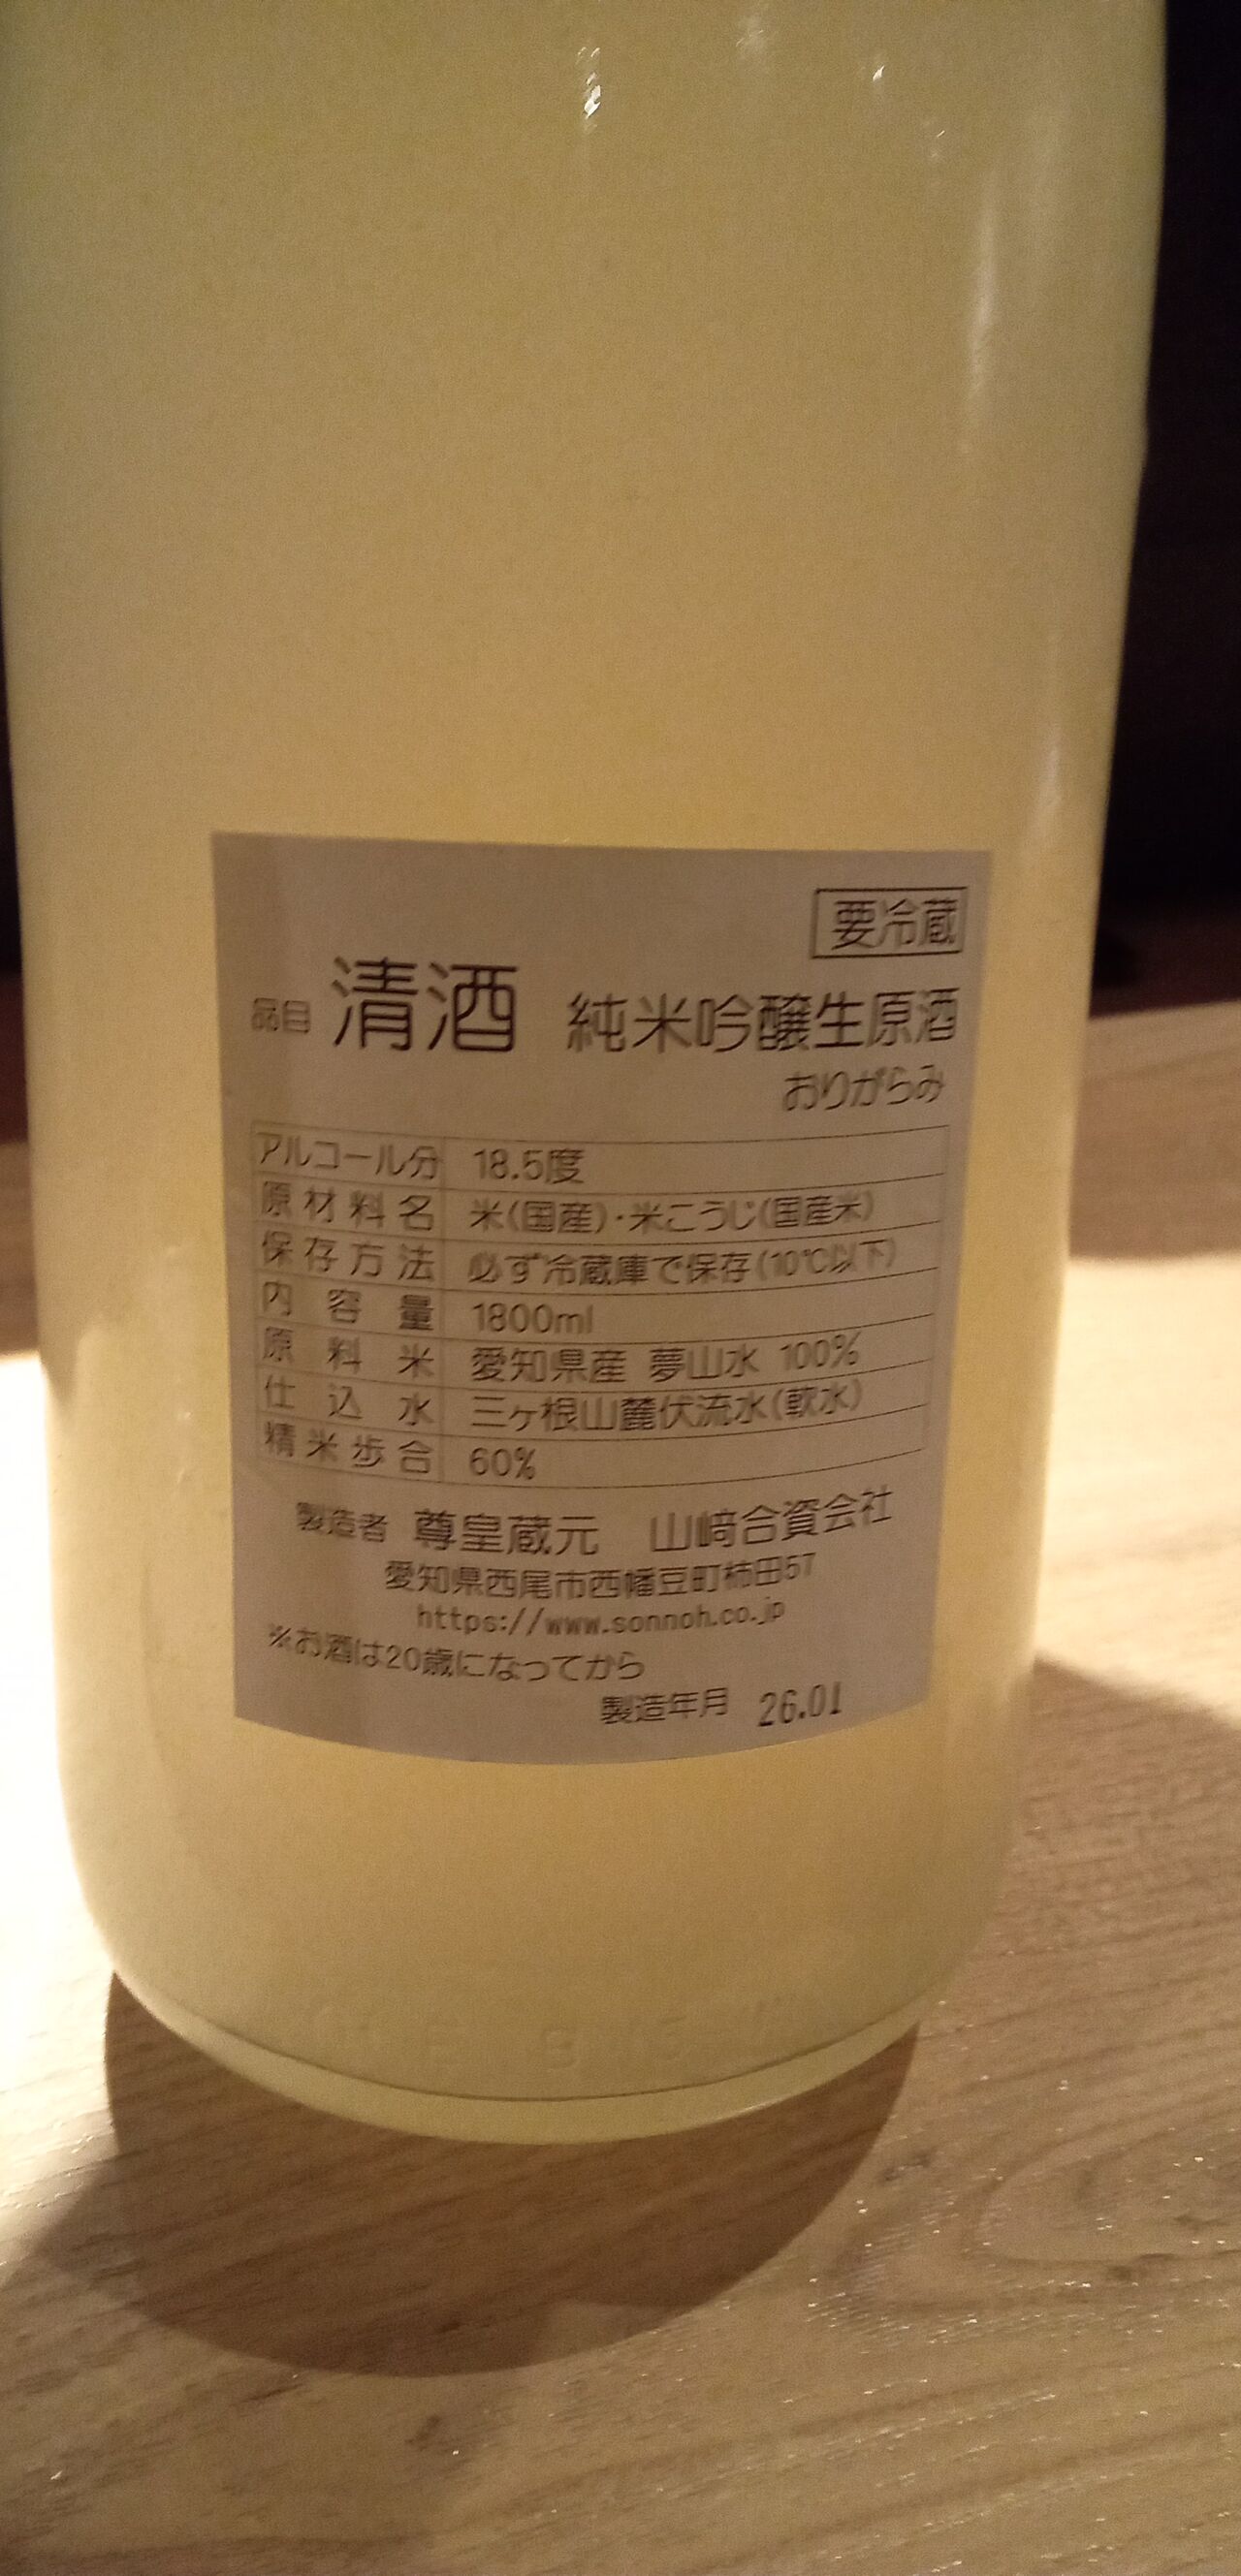 要冷蔵
品目 清酒 純米吟醸生原酒
おりがらみ
アルコール分 18.5度
原材料名 米(国産)・米こうじ(国産米)
保存方法 必ず冷蔵庫で保存(10℃以下)
内容量 1800ml
原料米 愛知県産 夢山水 100%
仕込水 三ヶ根山麓伏流水(軟水)
精米歩合 60%
製造者 尊皇蔵元 山﨑合資会社
愛知県西尾市西幡豆町柿田57
https://www.sonnoh.co.jp
※お酒は20歳になってから
製造年月 26.01